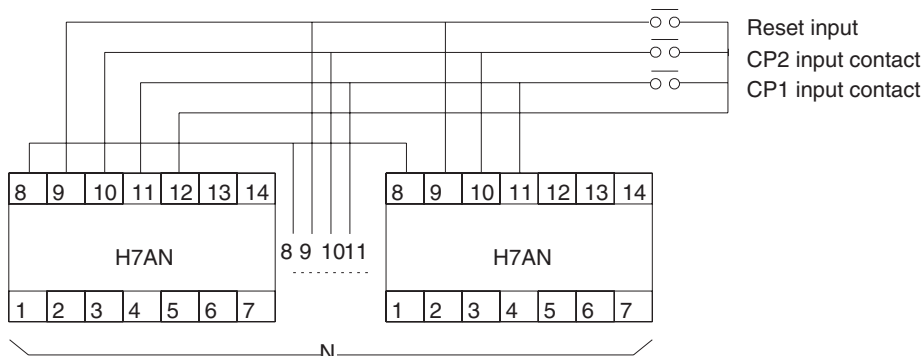 Reset input
CP2 input contact
CP1 input contact
8 9 10 11 12 13 14
8 9 10 11 12 13 14
H7AN
8 9 10 11
H7AN
1 2 3 4 5 6 7
1 2 3 4 5 6 7
N